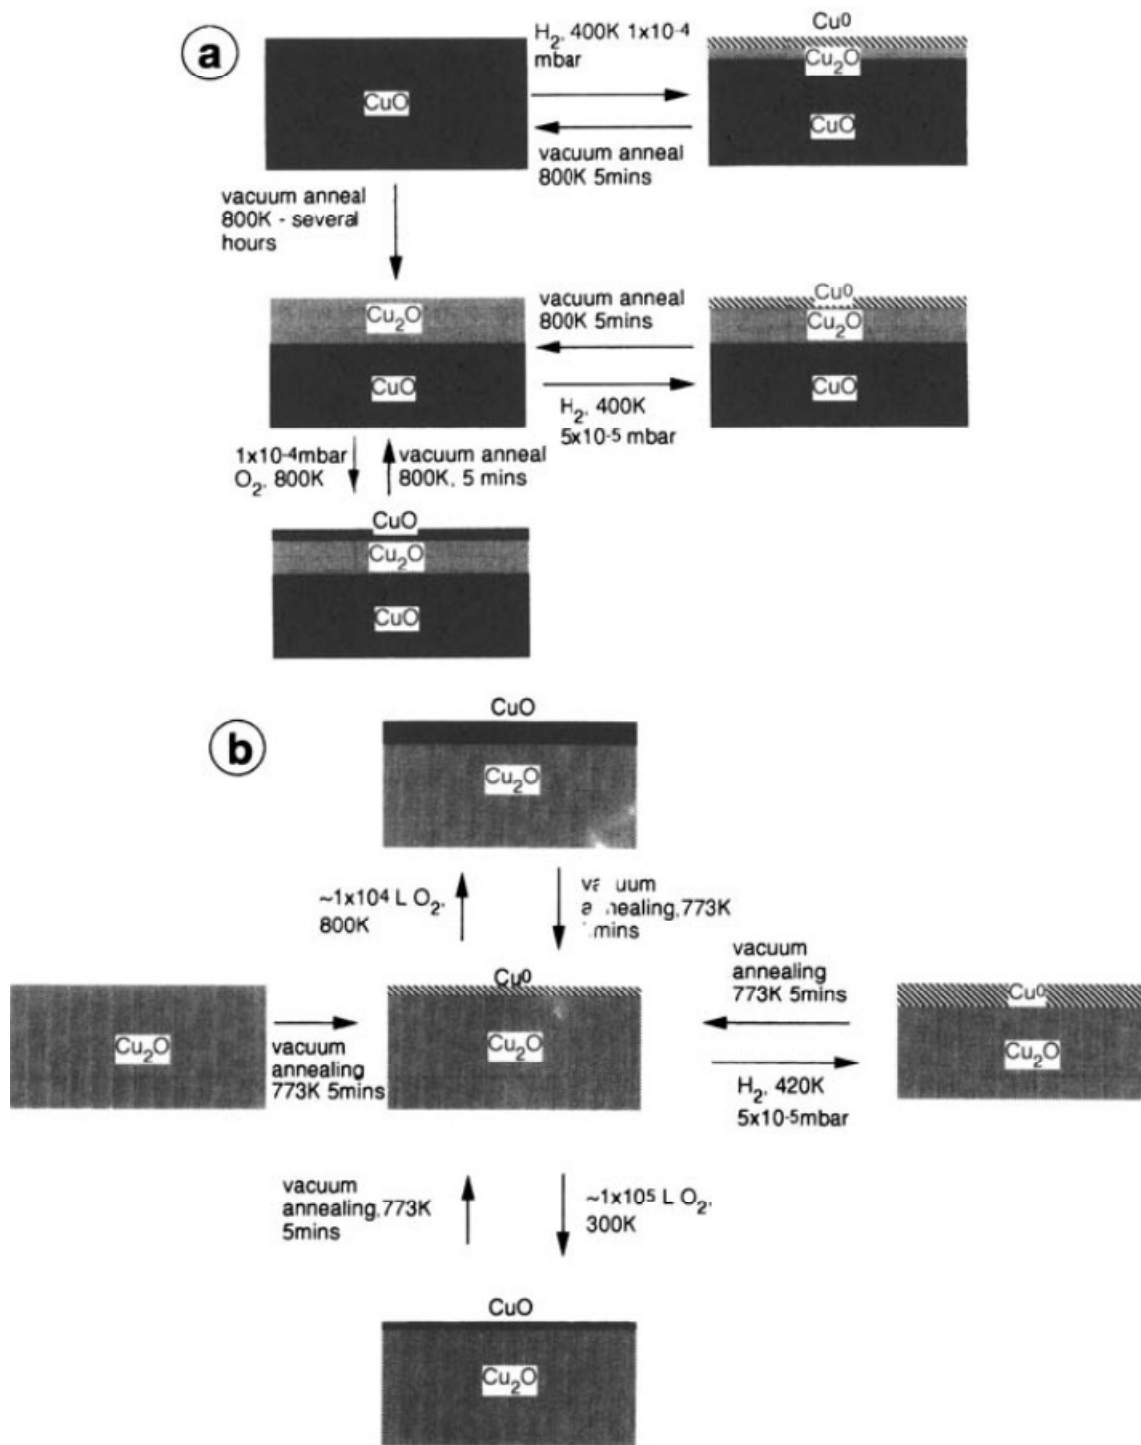 a
CuO
H2, 400K 1x10-4
mbar
vacuum anneal
800K 5mins
Cu0
Cu2O
CuO
vacuum anneal
800K - several
hours
Cu2O
CuO
vacuum anneal
800K 5mins
H2, 400K
5x10-5 mbar
Cu0
Cu2O
CuO
1x10-4mbar
O2, 800K
vacuum anneal
800K, 5 mins
CuO
Cu2O
CuO
b
CuO
Cu2O
~1x104 L O2,
800K
annealing,773K
mins
vacuum
annealing
773K 5mins
Cu2O
vacuum
annealing
773K 5mins
Cu0
Cu2O
H2, 420K
5x10-5mbar
Cu0
Cu2O
vacuum
annealing,773K
5mins
~1x105 L O2,
300K
CuO
Cu2O